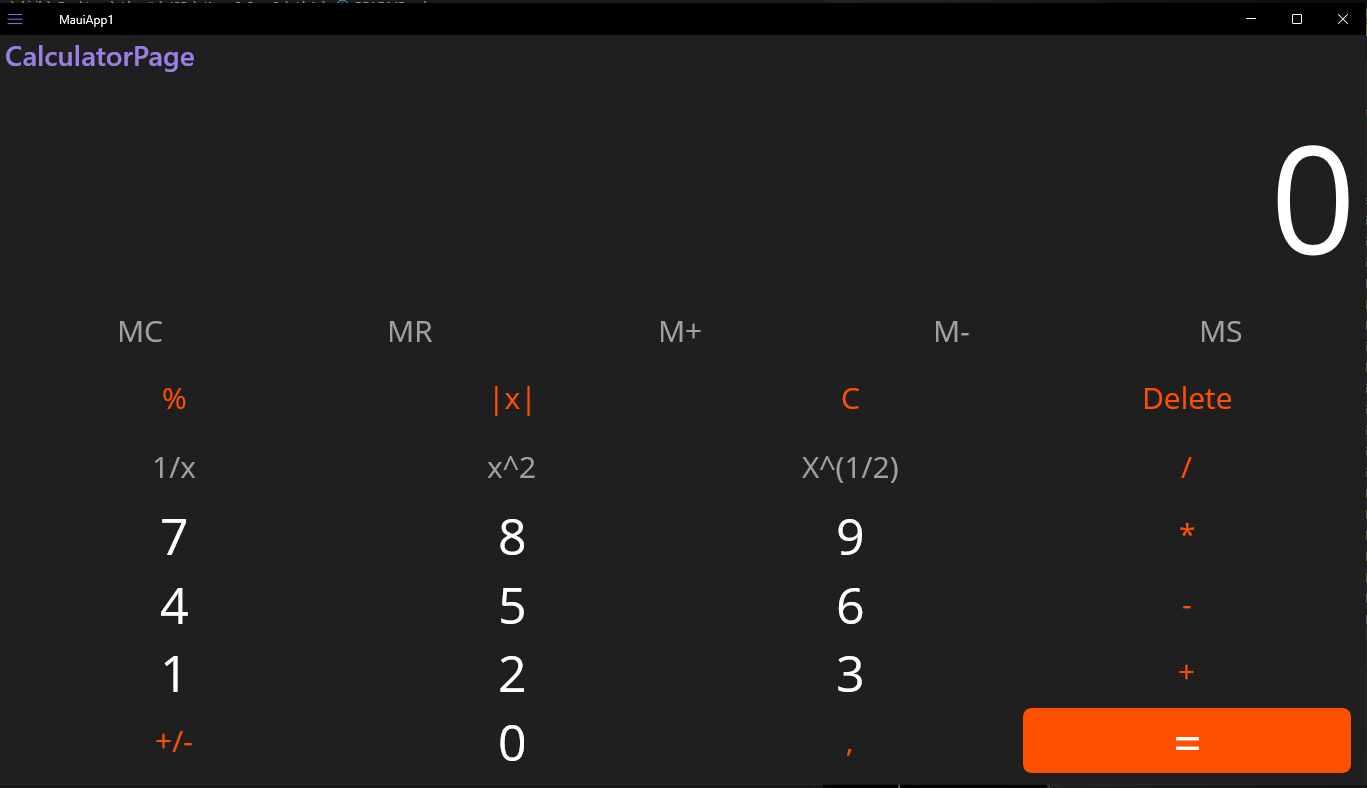 MauiApp1
CalculatorPage
0
MC MR M+ M- MS
% |x| C Delete
1/x x^2 X^(1/2) /
7 8 9 *
4 5 6 -
1 2 3 +
+/- 0 , =